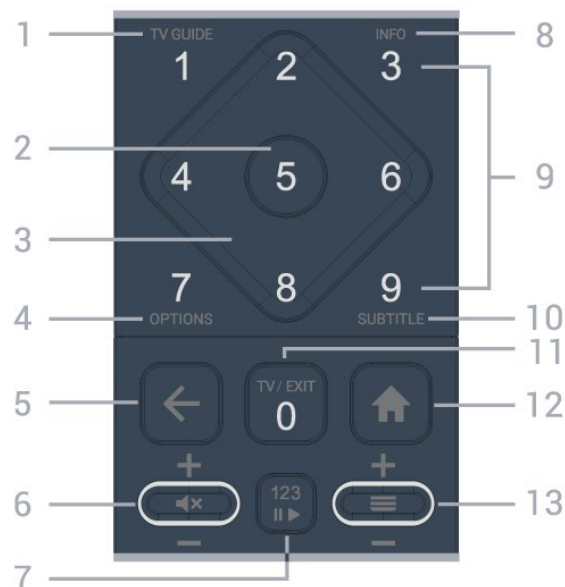 1 TV GUIDE INFO 8
1 2 3
2 4 5 6 9
3
7 8 9
4 OPTIONS SUBTITLE 10
11
5 TV / EXIT 12
0
+ +
6 123 13
- -
7